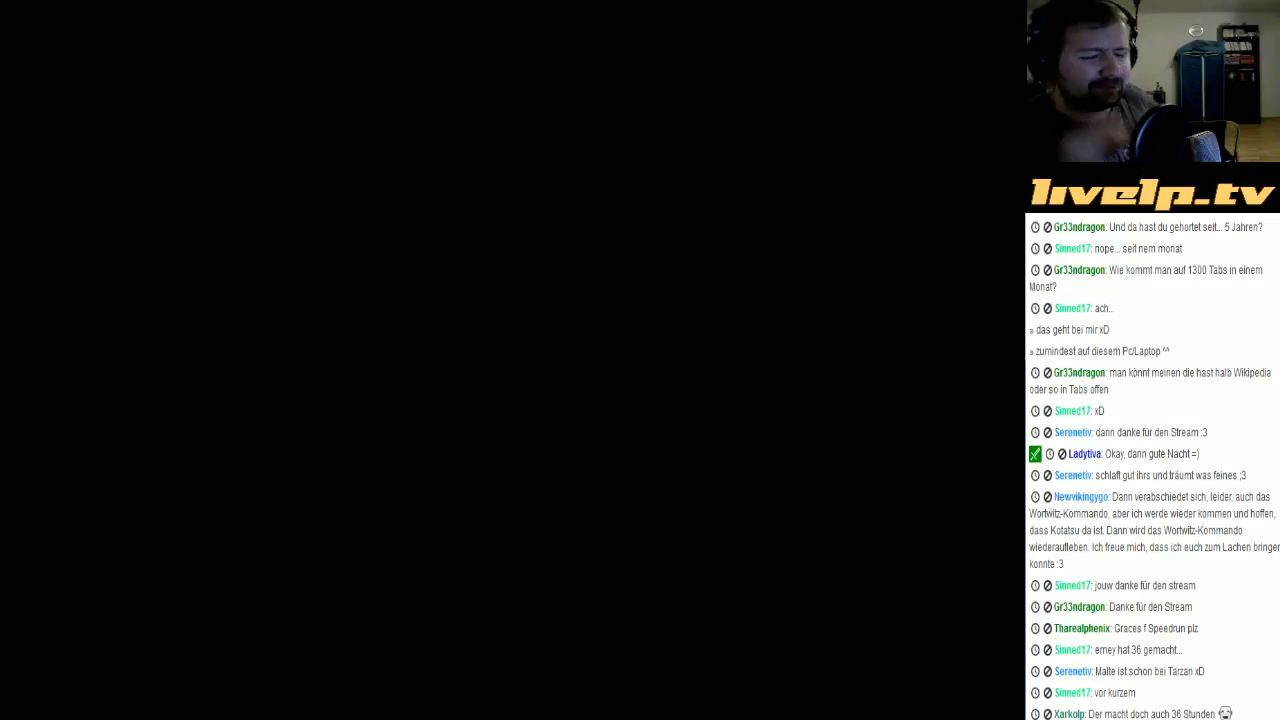 livelp.tv
Gr33ndragon: Und da hast du gehortet seit... 5 Jahren?
Sinned17: nope... seit nem monat
Gr33ndragon: Wie kommt man auf 1300 Tabs in einem
Monat?
Sinned17: ach...
» das geht bei mir xD
» zumindest auf diesem Pc/Laptop ^^
Gr33ndragon: man könnt meinen die hast halb Wikipedia
oder so in Tabs offen
Sinned17: xD
Serenetiv: dann danke für den Stream :3
Ladytiva: Okay, dann gute Nacht =)
Serenetiv: schlaft gut ihrs und träumt was feines ;3
Newvikingygo: Dann verabschiedet sich, leider, auch das
Wortwitz-Kommando, aber ich werde wieder kommen und hoffen,
dass Kotatsu da ist. Dann wird das Wortwitz-Kommando
wiederaufleben. Ich freue mich, dass ich euch zum Lachen bringen
konnte :3
Sinned17: jouw danke für den stream
Gr33ndragon: Danke für den Stream
Tharealphenix: Graces f Speedrun plz
Sinned17: emey hat 36 gemacht...
Serenetiv: Malte ist schon bei Tarzan xD
Sinned17: vor kurzem
Xarkolp: Der macht doch auch 36 Stunden